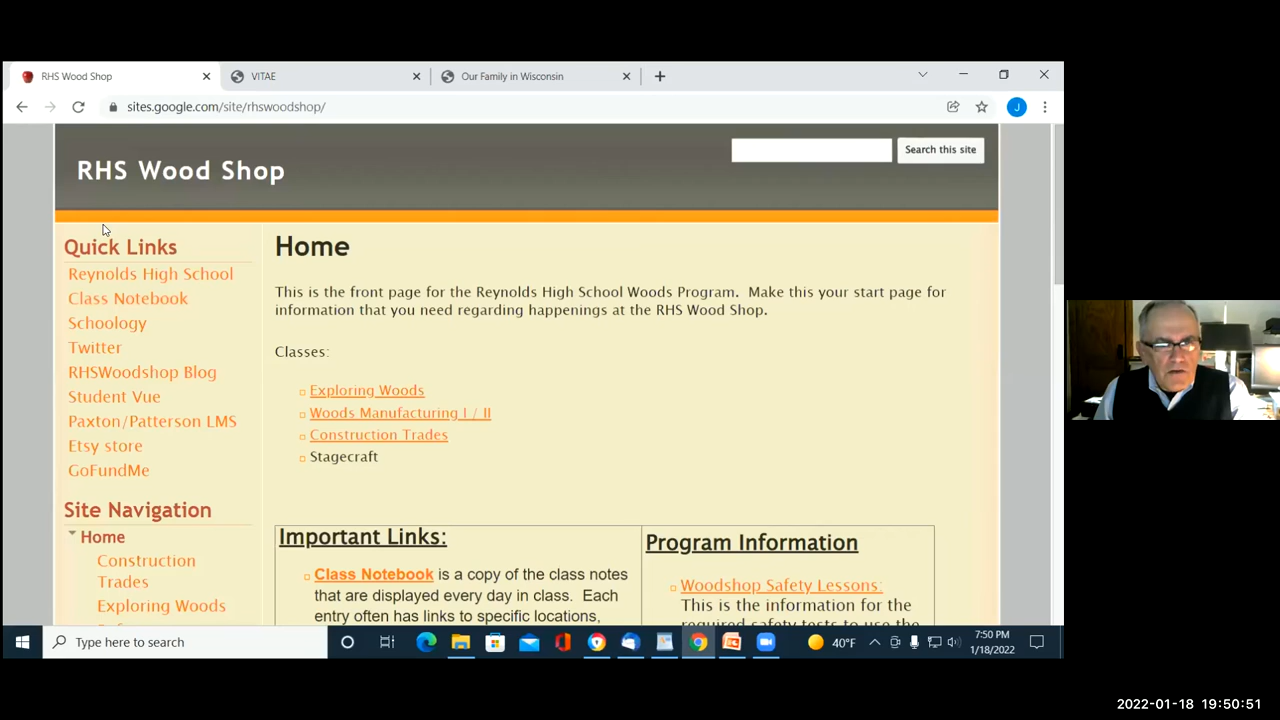 RHS Wood Shop
VITAE
Our Family in Wisconsin
sites.google.com/site/rhswoodshop/
J
RHS Wood Shop
Search this site
Quick Links
Reynolds High School
Class Notebook
Schoology
Twitter
RHSWoodshop Blog
Student Vue
Paxton/Patterson LMS
Etsy store
GoFundMe
Site Navigation
Home
Construction
Trades
Exploring Woods
Home
This is the front page for the Reynolds High School Woods Program. Make this your start page for
information that you need regarding happenings at the RHS Wood Shop.
Classes:
Exploring Woods
Woods Manufacturing I / II
Construction Trades
Stagecraft
Important Links:
Class Notebook is a copy of the class notes
that are displayed every day in class. Each
entry often has links to specific locations,
Program Information
Woodshop Safety Lessons:
This is the information for the
required safety tests to use the
Type here to search
40°F
7:50 PM
1/18/2022
2022-01-18 19:50:51